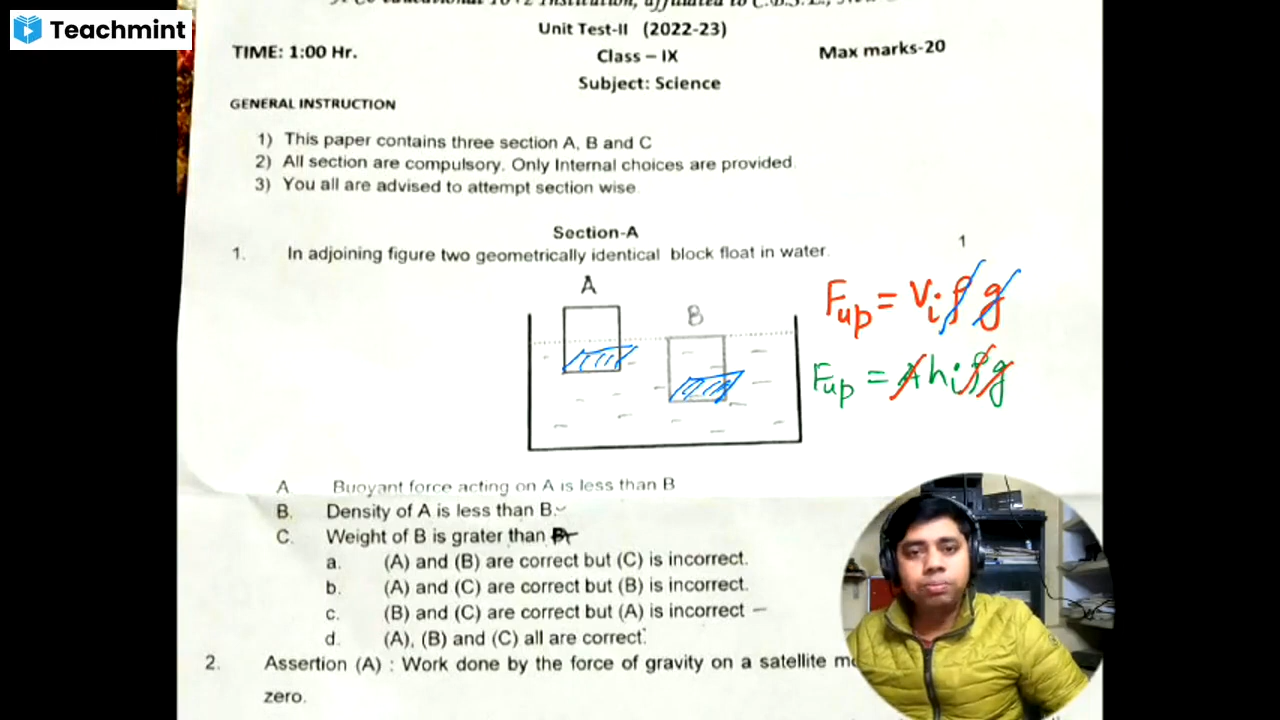 Teachmint
Unit Test-II (2022-23)
TIME: 1:00 Hr.
Class – IX
Max marks-20
Subject: Science
GENERAL INSTRUCTION
1) This paper contains three section A, B and C
2) All section are compulsory. Only Internal choices are provided.
3) You all are advised to attempt section wise
Section-A
1. In adjoining figure two geometrically identical block float in water. 1
A
B
Fup = Viρg
Fup = Ahiρg
A Buoyant force acting on A is less than B
B. Density of A is less than B.
C. Weight of B is grater than
a. (A) and (B) are correct but (C) is incorrect.
b. (A) and (C) are correct but (B) is incorrect.
c. (B) and (C) are correct but (A) is incorrect
d. (A), (B) and (C) all are correct.
2. Assertion (A) : Work done by the force of gravity on a satellite
zero.